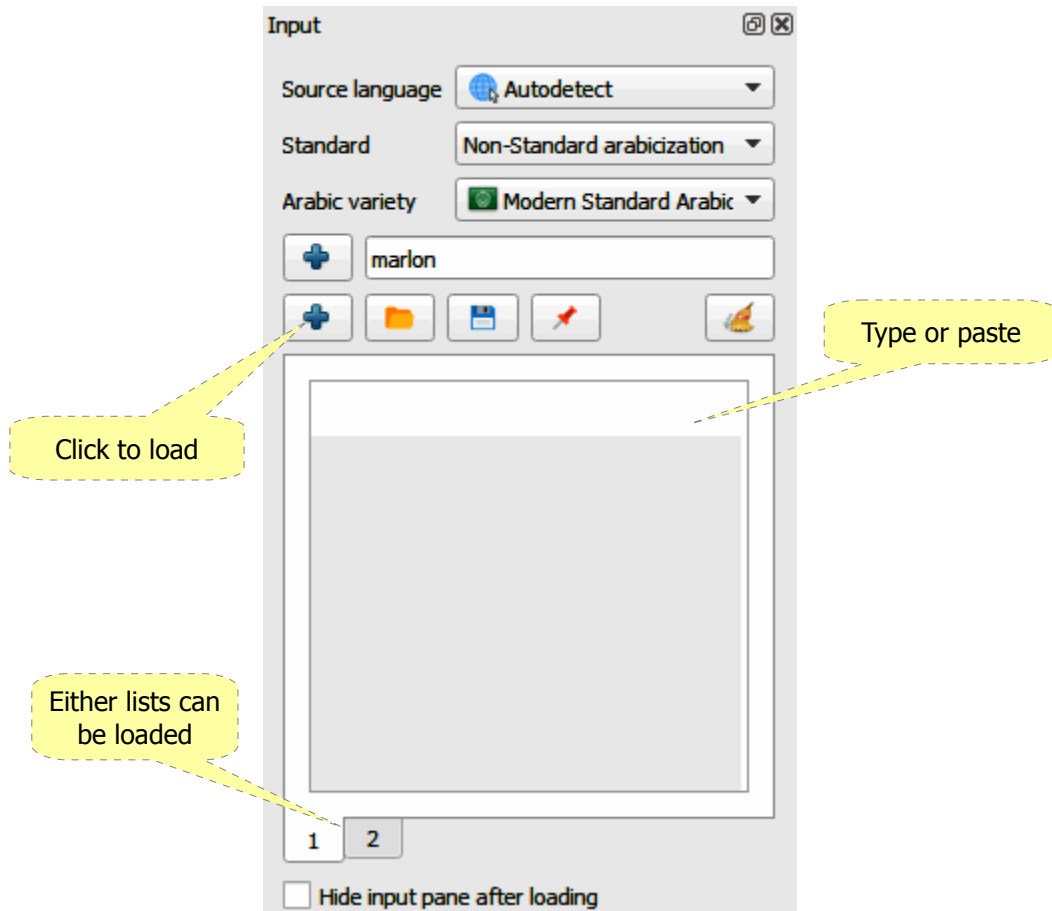 Input
Source language Autodetect
Standard Non-Standard arabicization
Arabic variety Modern Standard Arabic
marlon
Type or paste
Click to load
Either lists can
be loaded
1 2
Hide input pane after loading